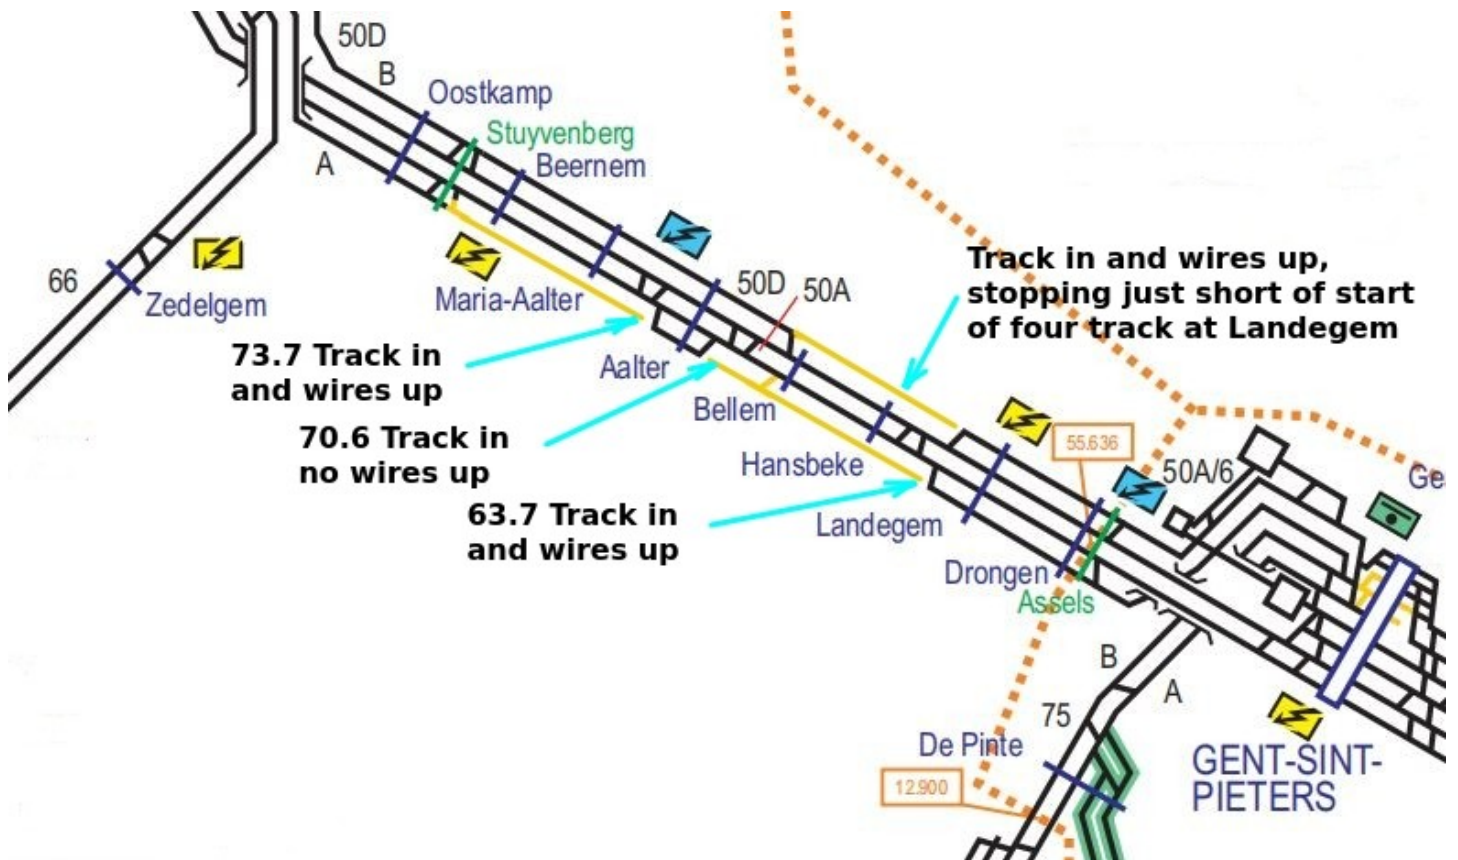 50D
B
Oostkamp
Stuyvenberg
Beernem
A
66
Zedelgem
Maria-Aalter
50D
50A
Track in and wires up,
stopping just short of start
of four track at Landegem
73.7 Track in
and wires up
Aalter
70.6 Track in
no wires up
Bellem
Hansbeke
55.636
50A/6
Ge
63.7 Track in
and wires up
Landegem
Drongen
Assels
B
A
75
De Pinte
12.900
GENT-SINT-
PIETERS